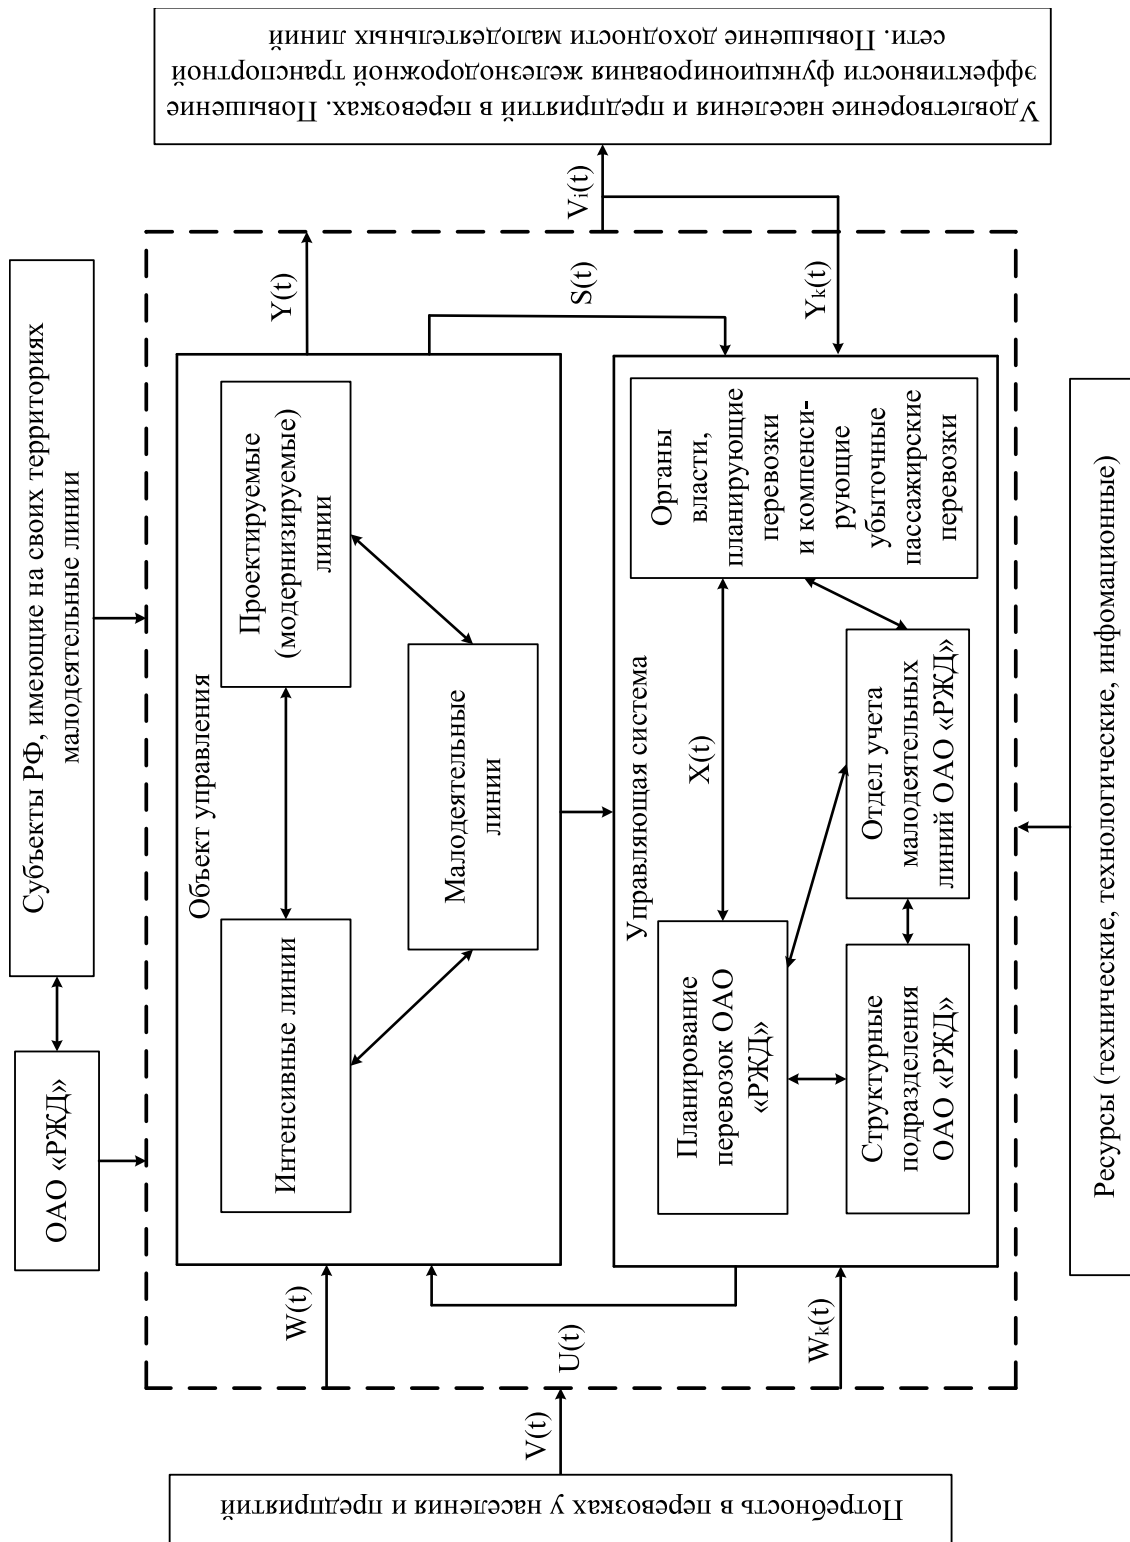 ОАО «РЖД»
Субъекты РФ, имеющие на своих территориях
малодеятельные линии
Потребность в перевозках у населения и предприятий
V(t)
W(t)
U(t)
Wₖ(t)
Объект управления
Интенсивные линии
Проектируемые
(модернизируемые)
линии
Малодеятельные
линии
Управляющая система
Планирование
перевозок ОАО
«РЖД»
X(t)
Органы
власти,
планирующие
перевозки
и компенси-
рующие
убыточные
пассажирские
перевозки
Структурные
подразделения
ОАО «РЖД»
Отдел учета
малодеятельных
линий ОАО «РЖД»
Y(t)
S(t)
Yₖ(t)
Vᵢ(t)
Удовлетворение населения и предприятий в перевозках. Повышение
эффективности функционирования железнодорожной транспортной
сети. Повышение доходности малодеятельных линий
Ресурсы (технические, технологические, инфомационные)